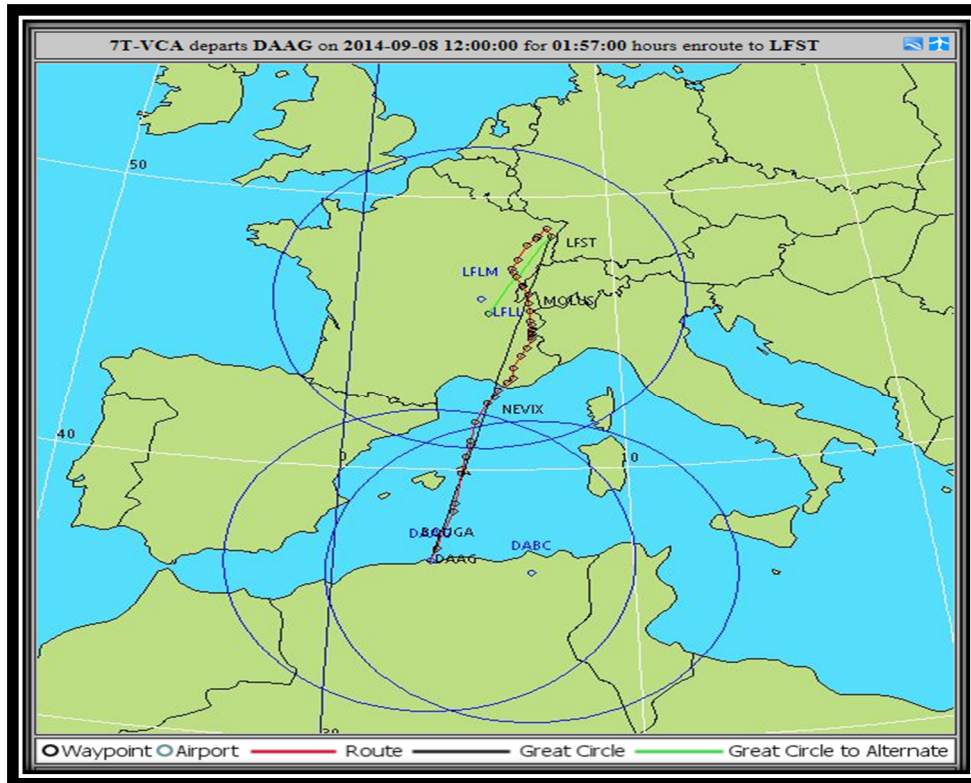 7T-VCA departs DAAG on 2014-09-08 12:00:00 for 01:57:00 hours enroute to LFST
50
LFST
LFLM
MOLUS
LFLL
NEVIX
40
0
10
BOUGA
DABC
DAAG
Waypoint Airport Route Great Circle Great Circle to Alternate